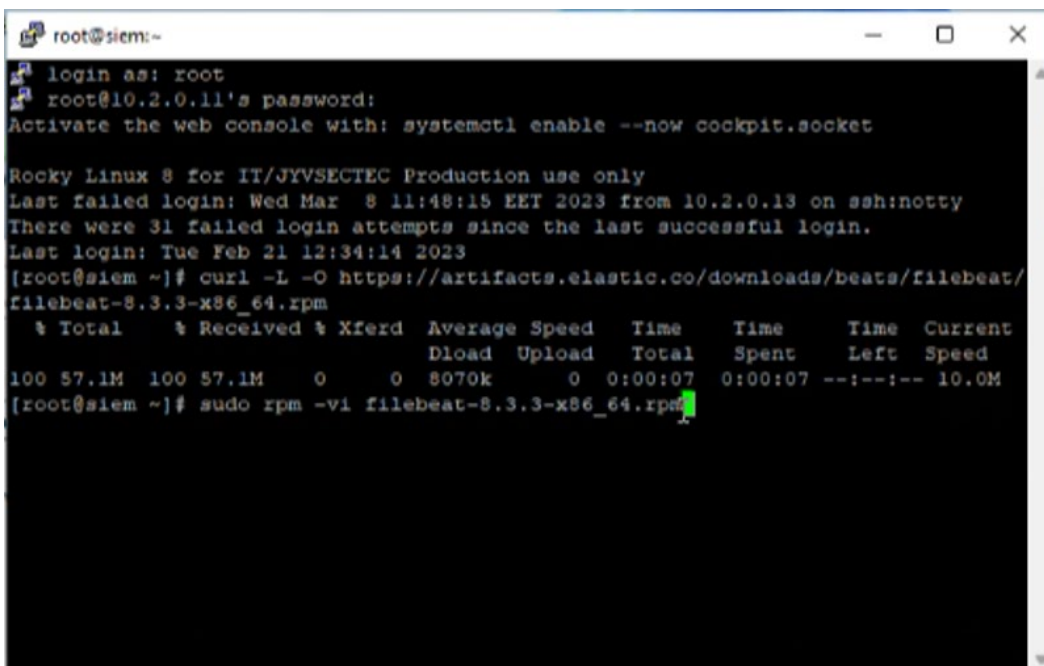 root@siem:~
login as: root
root@10.2.0.11's password:
Activate the web console with: systemctl enable --now cockpit.socket
Rocky Linux 8 for IT/JYVSECTEC Production use only
Last failed login: Wed Mar  8 11:48:15 EET 2023 from 10.2.0.13 on ssh:notty
There were 31 failed login attempts since the last successful login.
Last login: Tue Feb 21 12:34:14 2023
[root@siem ~]# curl -L -O https://artifacts.elastic.co/downloads/beats/filebeat/
filebeat-8.3.3-x86_64.rpm
  % Total    % Received % Xferd  Average Speed   Time    Time     Time  Current
                                 Dload  Upload   Total   Spent    Left  Speed
100 57.1M  100 57.1M    0     0  8070k      0  0:00:07  0:00:07 --:--:-- 10.0M
[root@siem ~]# sudo rpm -vi filebeat-8.3.3-x86_64.rpm